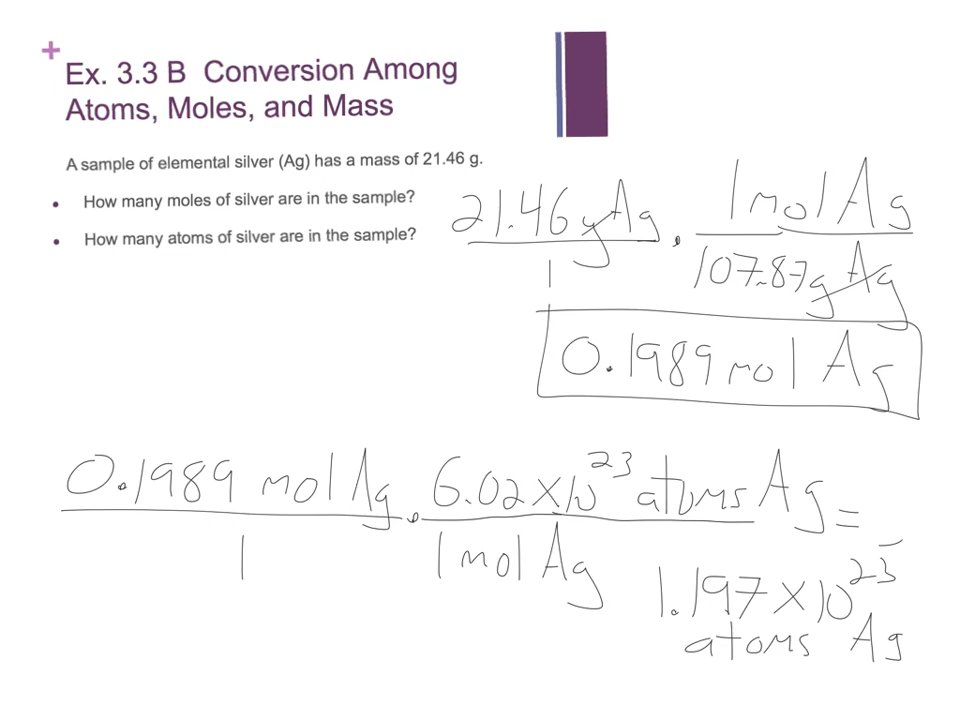 +
Ex. 3.3 B Conversion Among
Atoms, Moles, and Mass
A sample of elemental silver (Ag) has a mass of 21.46 g.
• How many moles of silver are in the sample?
• How many atoms of silver are in the sample?
21.46 g Ag . 1 mol Ag
1 107.87 g Ag
0.1989 mol Ag
0.1989 mol Ag . 6.02 X 10^23 atoms Ag =
1 1 mol Ag
1.197 X 10^23
atoms Ag